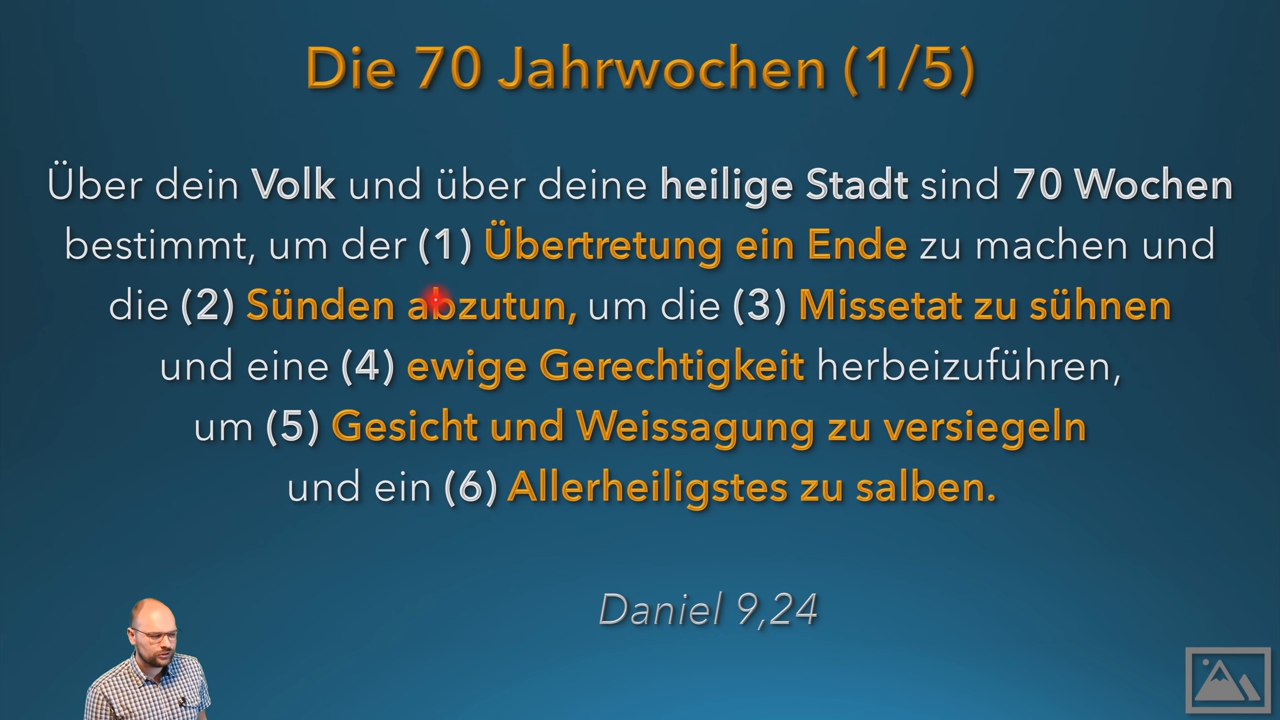 Die 70 Jahrwochen (1/5)
Über dein Volk und über deine heilige Stadt sind 70 Wochen
bestimmt, um der (1) Übertretung ein Ende zu machen und
die (2) Sünden abzutun, um die (3) Missetat zu sühnen
und eine (4) ewige Gerechtigkeit herbeizuführen,
um (5) Gesicht und Weissagung zu versiegeln
und ein (6) Allerheiligstes zu salben.
Daniel 9,24